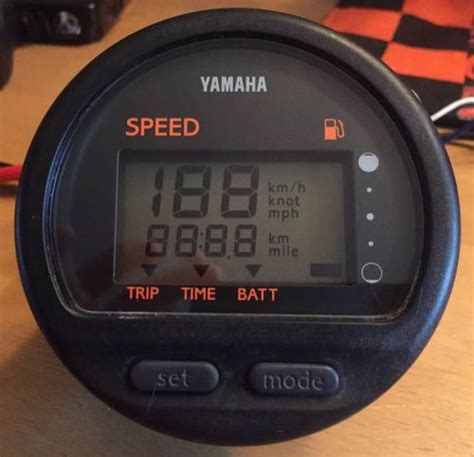 YAMAHA
SPEED
188 km/h
knot
mph
88:8.8 km
mile
TRIP TIME BATT
set mode